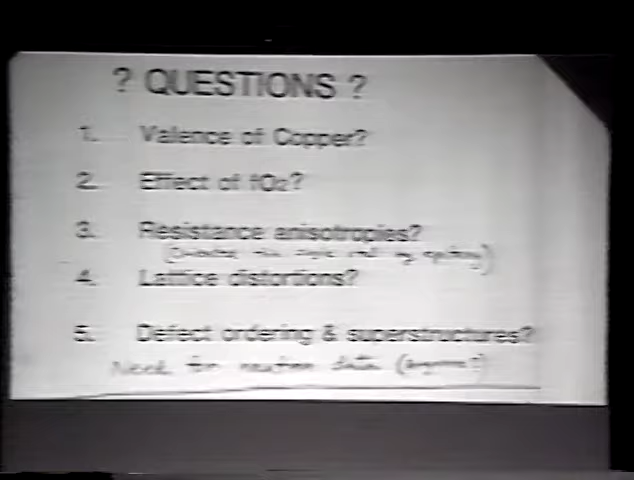 ? QUESTIONS ?
1. Valence of Copper?
2. Effect of fO₂?
3. Resistance anisotropies?
4. Lattice distortions?
5. Defect ordering & superstructures?
Need for neutron data